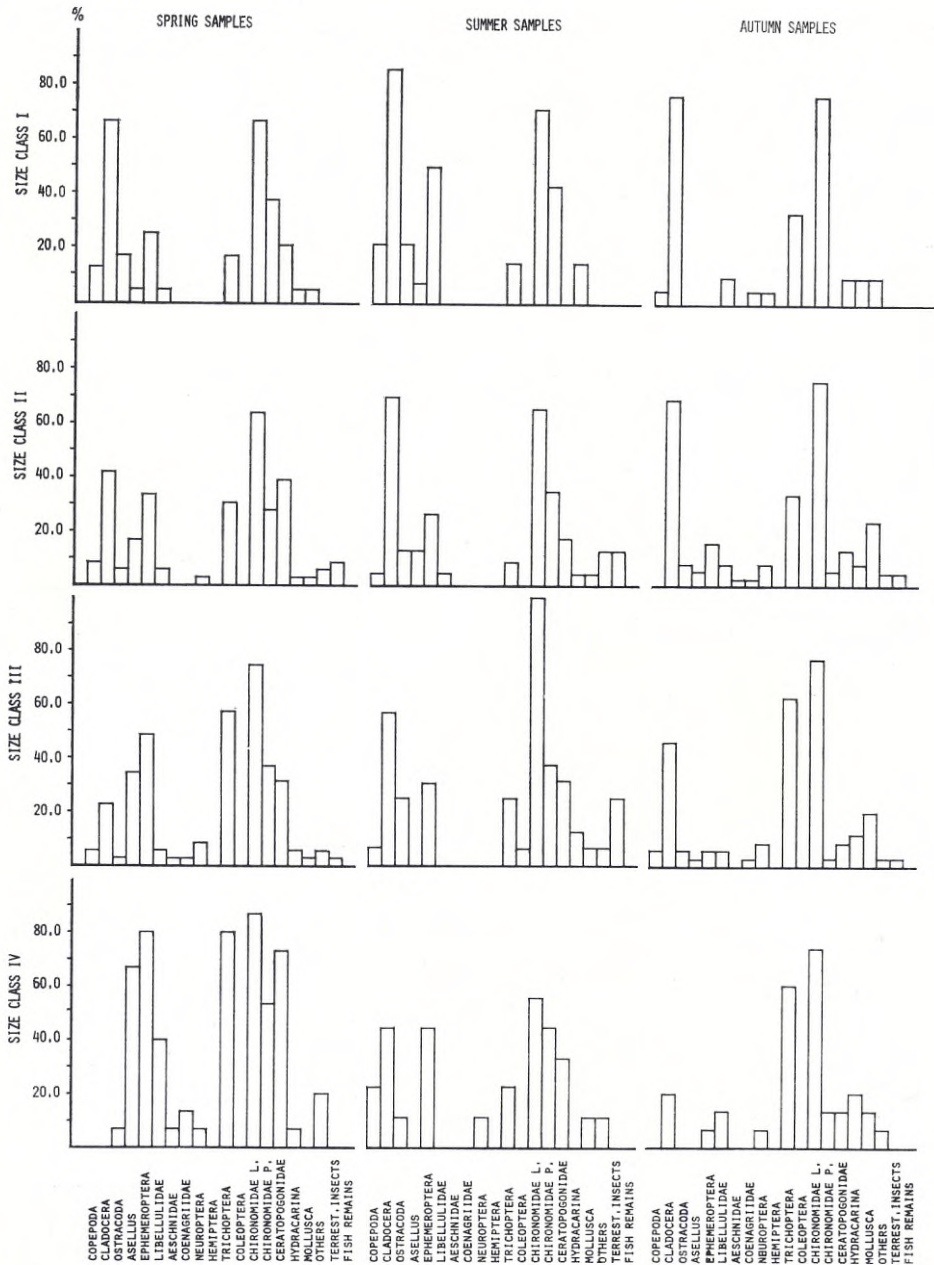 %
SPRING SAMPLES
SUMMER SAMPLES
AUTUMN SAMPLES
SIZE CLASS I
80.0
60.0
40.0
20.0
SIZE CLASS II
80.0
60.0
40.0
20.0
SIZE CLASS III
80.0
60.0
40.0
20.0
SIZE CLASS IV
80.0
60.0
40.0
20.0
COPEPODA
CLADOCERA
OSTRACODA
ASELLUS
EPHEMEROPTERA
LIBELLULIDAE
AESCHNIDAE
COENAGRIIDAE
NEUROPTERA
HEMIPTERA
TRICHOPTERA
COLEOPTERA
CHIRONOMIDAE L.
CHIRONOMIDAE P.
CERATOPOGONIDAE
HYDRACARINA
MOLLUSCA
OTHERS
TERREST.INSECTS
FISH REMAINS
COPEPODA
CLADOCERA
OSTRACODA
ASELLUS
EPHEMEROPTERA
LIBELLULIDAE
AESCHNIDAE
COENAGRIIDAE
NEUROPTERA
HEMIPTERA
TRICHOPTERA
COLEOPTERA
CHIRONOMIDAE L.
CHIRONOMIDAE P.
CERATOPOGONIDAE
HYDRACARINA
MOLLUSCA
OTHERS
TERREST.INSECTS
FISH REMAINS
COPEPODA
CLADOCERA
OSTRACODA
ASELLUS
EPHEMEROPTERA
LIBELLULIDAE
AESCHNIDAE
COENAGRIIDAE
NBUROPTERA
HEMIPTERA
TRICHOPTERA
COLEOPTERA
CHIRONOMIDAE L.
CHIRONOMIDAE P.
CERATOPOGONIDAE
HYDRACARINA
MOLLUSCA
OTHERS
TERREST.INSECTS
FISH REMAINS